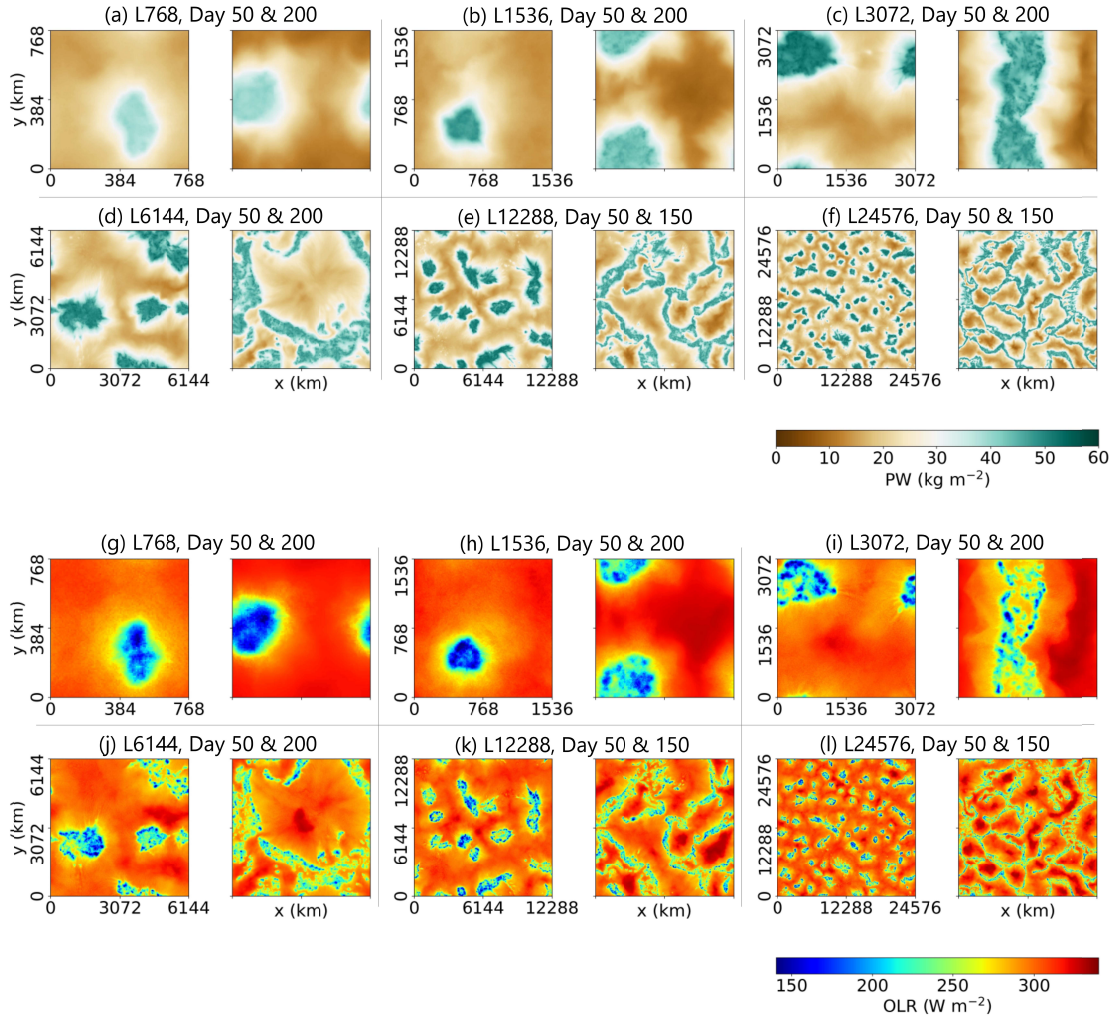 (a) L768, Day 50 & 200
(b) L1536, Day 50 & 200
(c) L3072, Day 50 & 200
768
384
0
y (km)
0 384 768
1536
768
0
0 768 1536
3072
1536
0
0 1536 3072
(d) L6144, Day 50 & 200
(e) L12288, Day 50 & 150
(f) L24576, Day 50 & 150
6144
3072
0
y (km)
0 3072 6144
x (km)
12288
6144
0
0 6144 12288
x (km)
24576
12288
0
0 12288 24576
x (km)
0 10 20 30 40 50 60
PW (kg m⁻²)
(g) L768, Day 50 & 200
(h) L1536, Day 50 & 200
(i) L3072, Day 50 & 200
768
384
0
y (km)
0 384 768
1536
768
0
0 768 1536
3072
1536
0
0 1536 3072
(j) L6144, Day 50 & 200
(k) L12288, Day 50 & 150
(l) L24576, Day 50 & 150
6144
3072
0
y (km)
0 3072 6144
x (km)
12288
6144
0
0 6144 12288
x (km)
24576
12288
0
0 12288 24576
x (km)
150 200 250 300
OLR (W m⁻²)